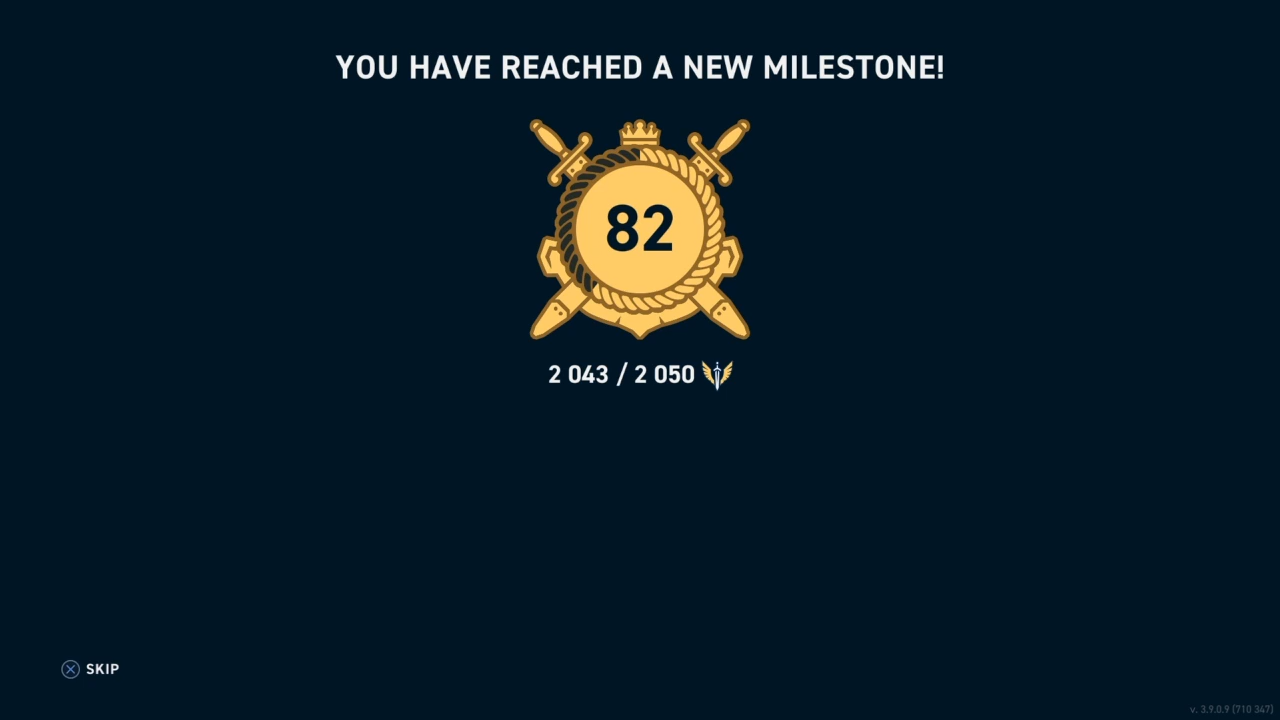 YOU HAVE REACHED A NEW MILESTONE!
82
2 043 / 2 050
SKIP
v. 3.9.0.9 (710 347)